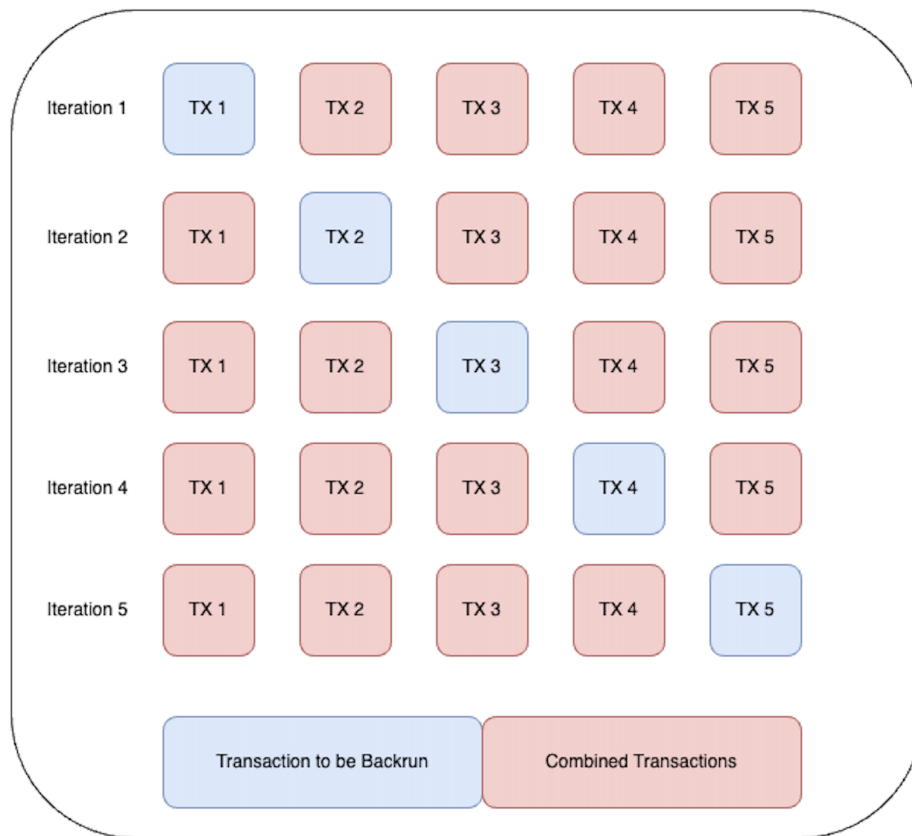 Iteration 1 TX 1 TX 2 TX 3 TX 4 TX 5
Iteration 2 TX 1 TX 2 TX 3 TX 4 TX 5
Iteration 3 TX 1 TX 2 TX 3 TX 4 TX 5
Iteration 4 TX 1 TX 2 TX 3 TX 4 TX 5
Iteration 5 TX 1 TX 2 TX 3 TX 4 TX 5
Transaction to be Backrun Combined Transactions